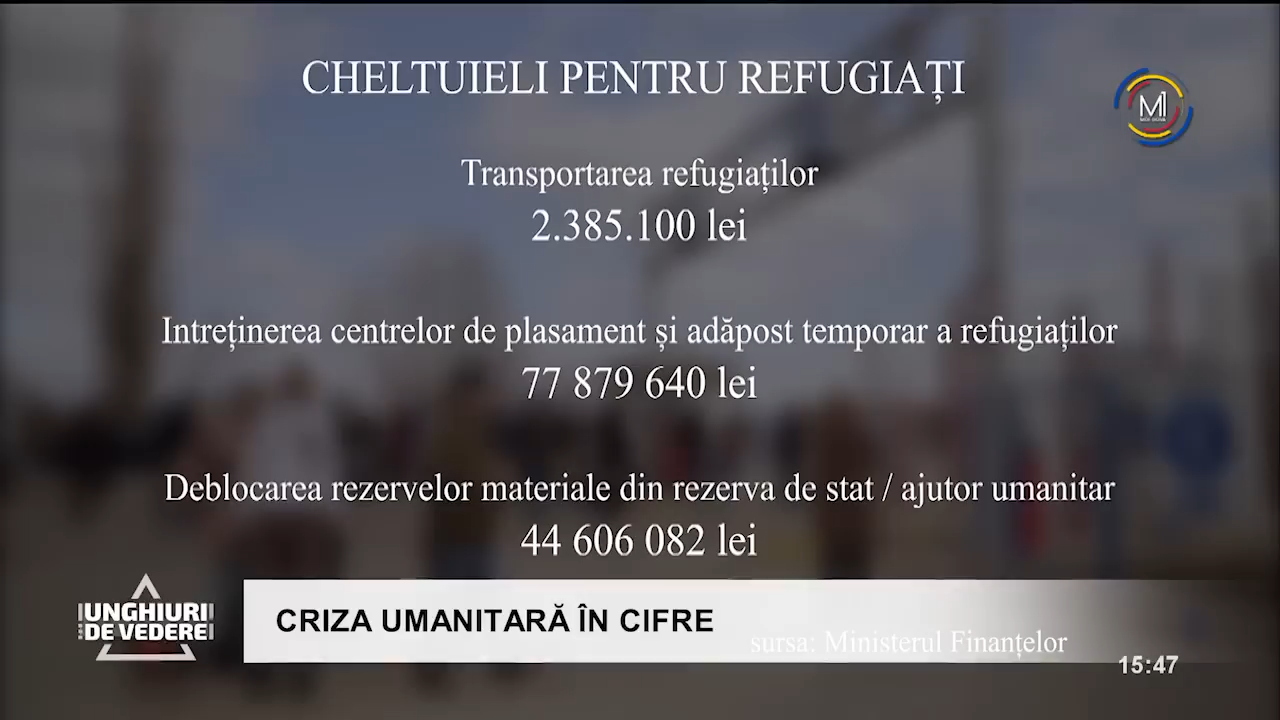 CHELTUIELI PENTRU REFUGIAȚI
M1
Transportarea refugiaților
2.385.100 lei
Intreținerea centrelor de plasament și adăpost temporar a refugiaților
77 879 640 lei
Deblocarea rezervelor materiale din rezerva de stat / ajutor umanitar
44 606 082 lei
UNGHIURI
DE VEDERE
CRIZA UMANITARĂ ÎN CIFRE
sursa: Ministerul Finanțelor
15:47